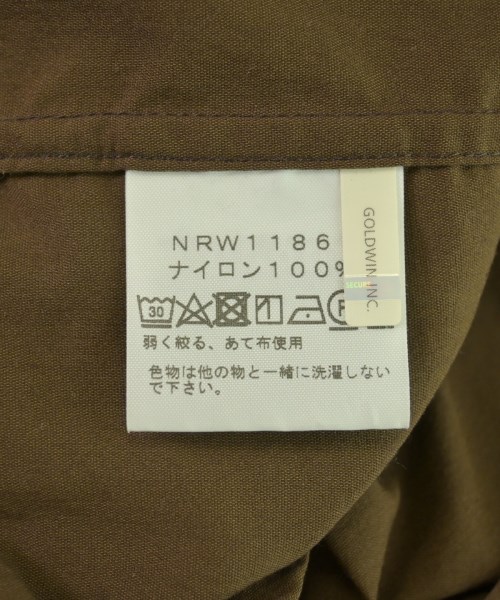 NRW1186
ナイロン100%
30
弱く絞る、あて布使用
色物は他の物と一緒に洗濯しない
で下さい。
GOLDWIN INC.